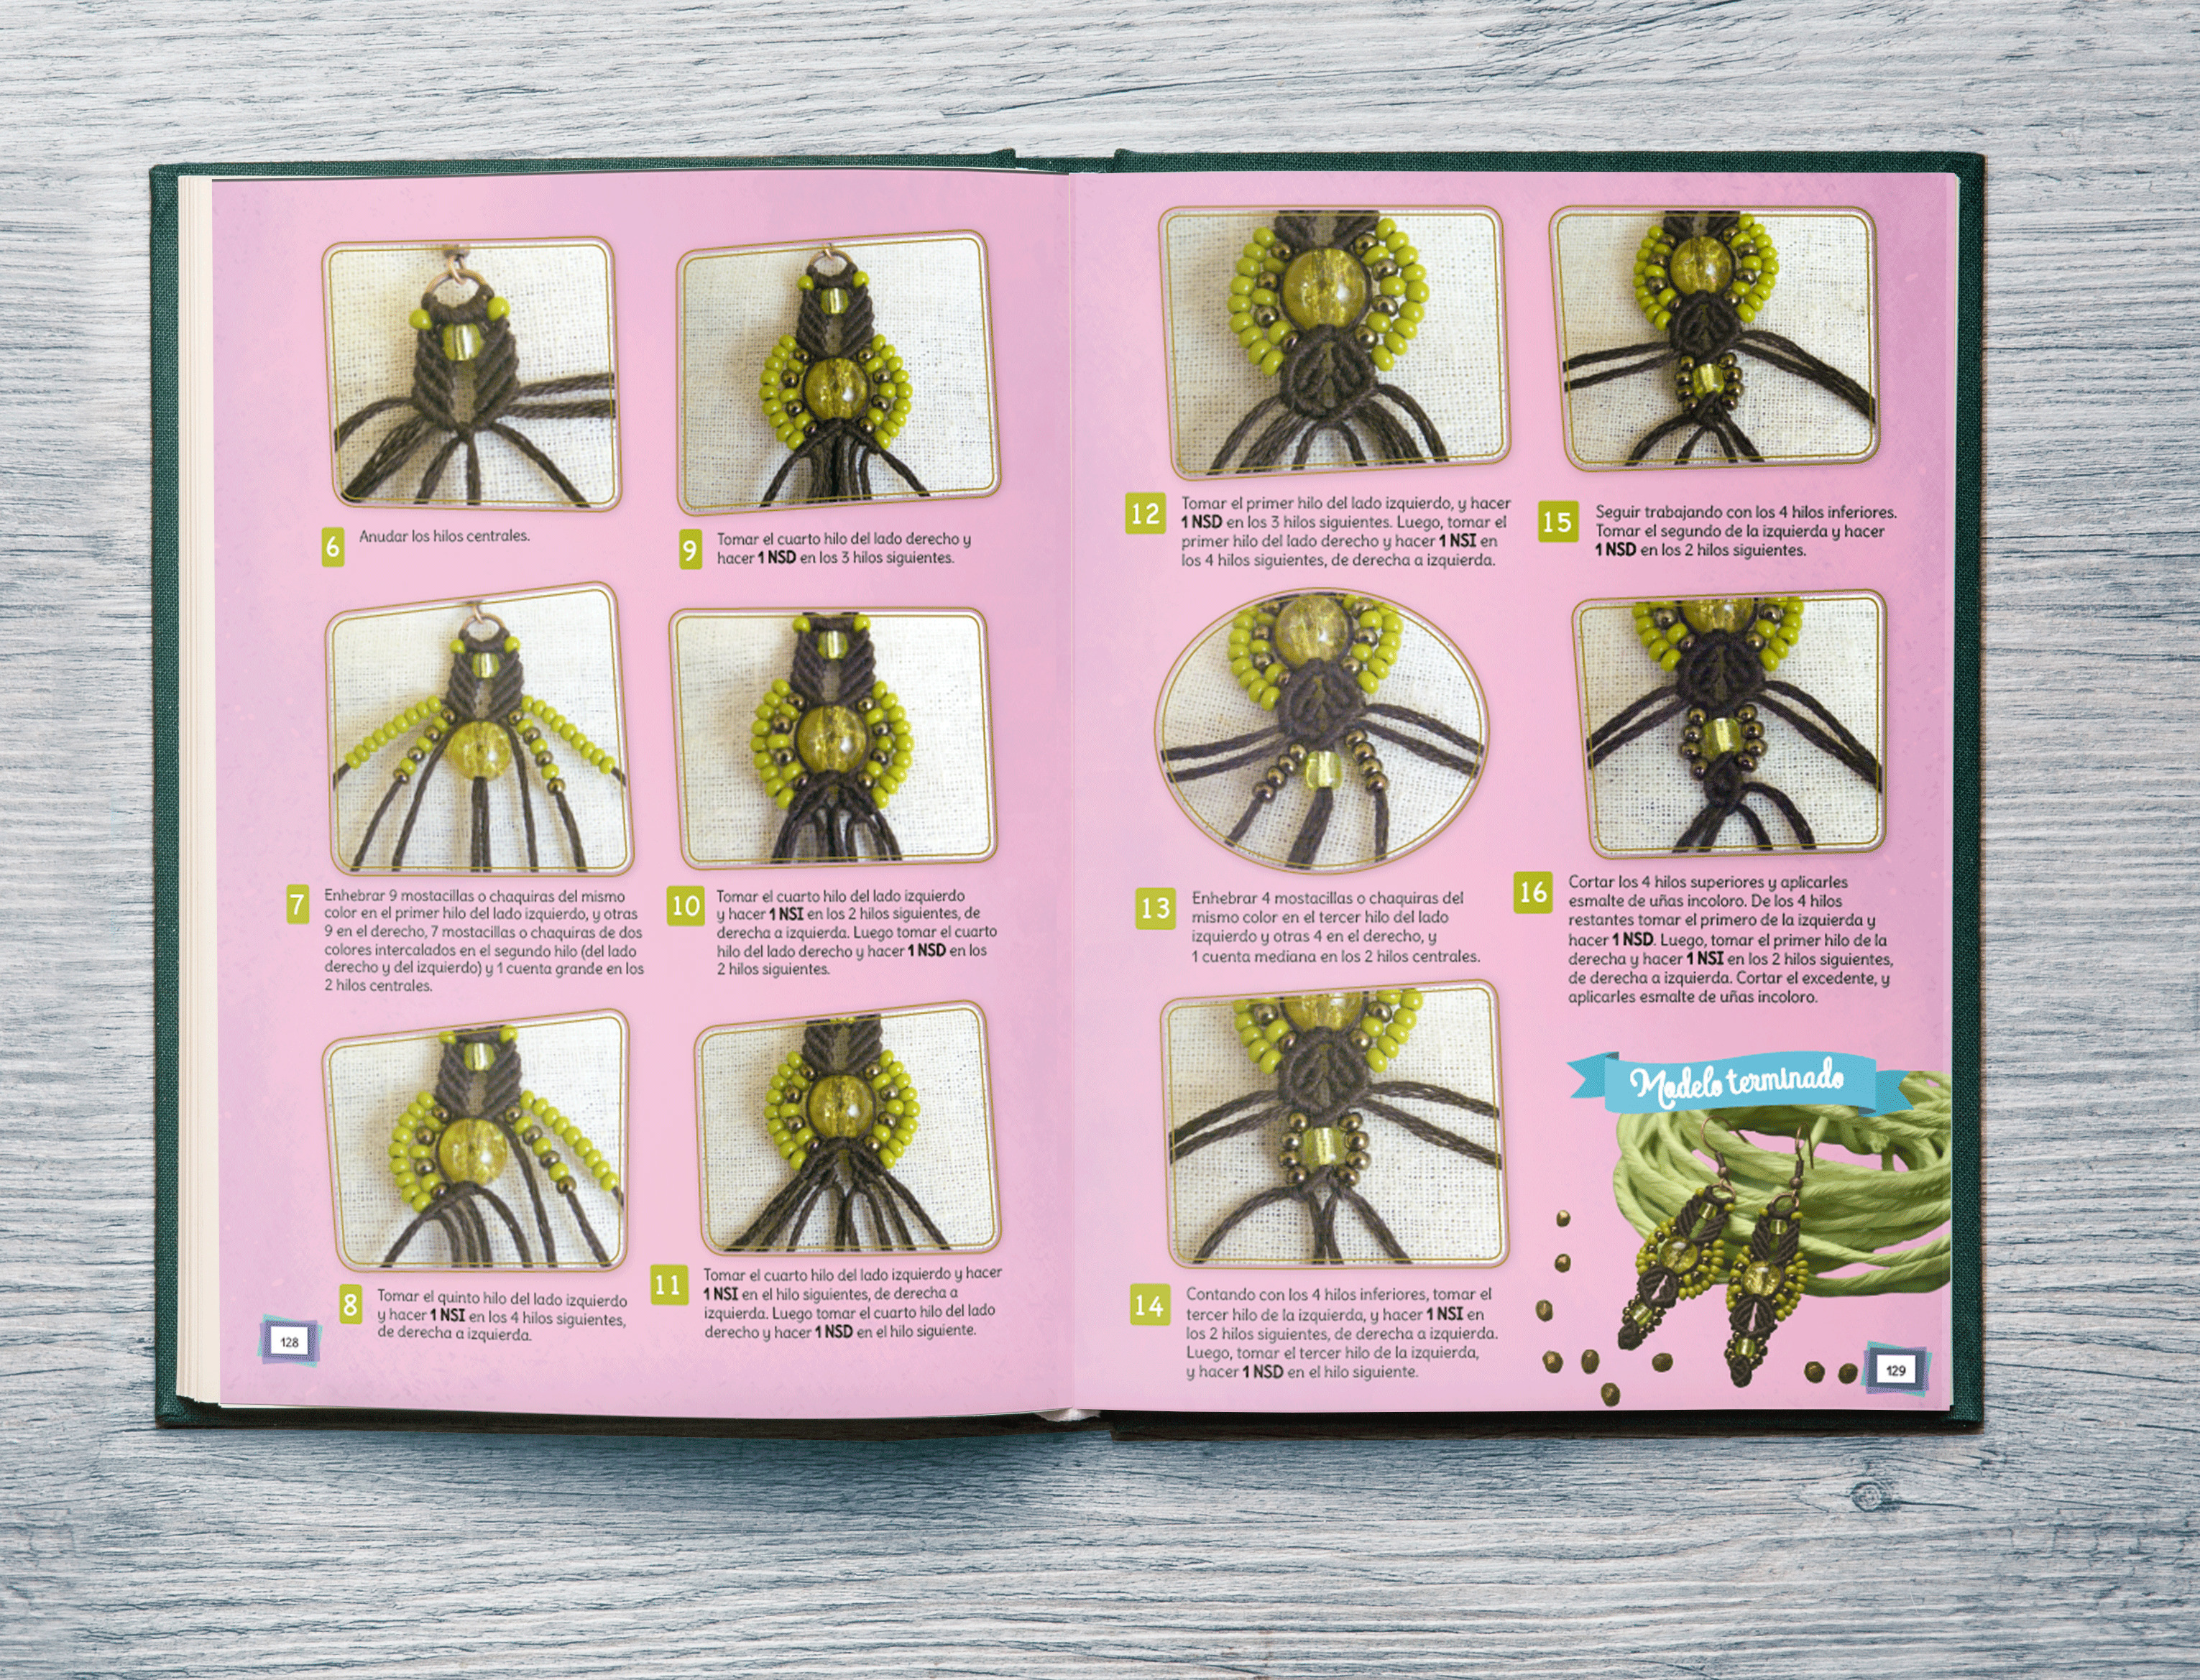 6
Anudar los hilos centrales.
7
Enhebrar 9 mostacillas o chaquiras del mismo
color en el primer hilo del lado izquierdo, y otras
9 en el derecho, 7 mostacillas o chaquiras de dos
colores intercalados en el segundo hilo (del lado
derecho y del izquierdo) y 1 cuenta grande en los
2 hilos centrales.
8
Tomar el quinto hilo del lado izquierdo
y hacer 1 NSI en los 4 hilos siguientes,
de derecha a izquierda.
128
9
Tomar el cuarto hilo del lado derecho y
hacer 1 NSD en los 3 hilos siguientes.
10
Tomar el cuarto hilo del lado izquierdo
y hacer 1 NSI en los 2 hilos siguientes, de
derecha a izquierda. Luego tomar el cuarto
hilo del lado derecho y hacer 1 NSD en los
2 hilos siguientes.
11
Tomar el cuarto hilo del lado izquierdo y hacer
1 NSI en el hilo siguientes, de derecha a
izquierda. Luego tomar el cuarto hilo del lado
derecho y hacer 1 NSD en el hilo siguiente.
12
Tomar el primer hilo del lado izquierdo, y hacer
1 NSD en los 3 hilos siguientes. Luego, tomar el
primer hilo del lado derecho y hacer 1 NSI en
los 4 hilos siguientes, de derecha a izquierda.
13
Enhebrar 4 mostacillas o chaquiras del
mismo color en el tercer hilo del lado
izquierdo y otras 4 en el derecho, y
1 cuenta mediana en los 2 hilos centrales.
14
Contando con los 4 hilos inferiores, tomar el
tercer hilo de la izquierda, y hacer 1 NSI en
los 2 hilos siguientes, de derecha a izquierda.
Luego, tomar el tercer hilo de la izquierda,
y hacer 1 NSD en el hilo siguiente.
15
Seguir trabajando con los 4 hilos inferiores.
Tomar el segundo de la izquierda y hacer
1 NSD en los 2 hilos siguientes.
16
Cortar los 4 hilos superiores y aplicarles
esmalte de uñas incoloro. De los 4 hilos
restantes tomar el primero de la izquierda y
hacer 1 NSD. Luego, tomar el primer hilo de la
derecha y hacer 1 NSI en los 2 hilos siguientes,
de derecha a izquierda. Cortar el excedente, y
aplicarles esmalte de uñas incoloro.
Modelo terminado
129